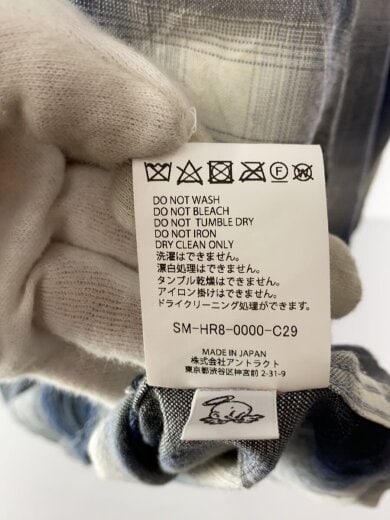 DO NOT WASH
DO NOT BLEACH
DO NOT TUMBLE DRY
DO NOT IRON
DRY CLEAN ONLY
洗濯はできません。
漂白処理はできません。
タンブル乾燥はできません。
アイロン掛けはできません。
ドライクリーニング処理ができます。
SM-HR8-0000-C29
MADE IN JAPAN
株式会社アントラクト
東京都渋谷区神宮前 2-31-9